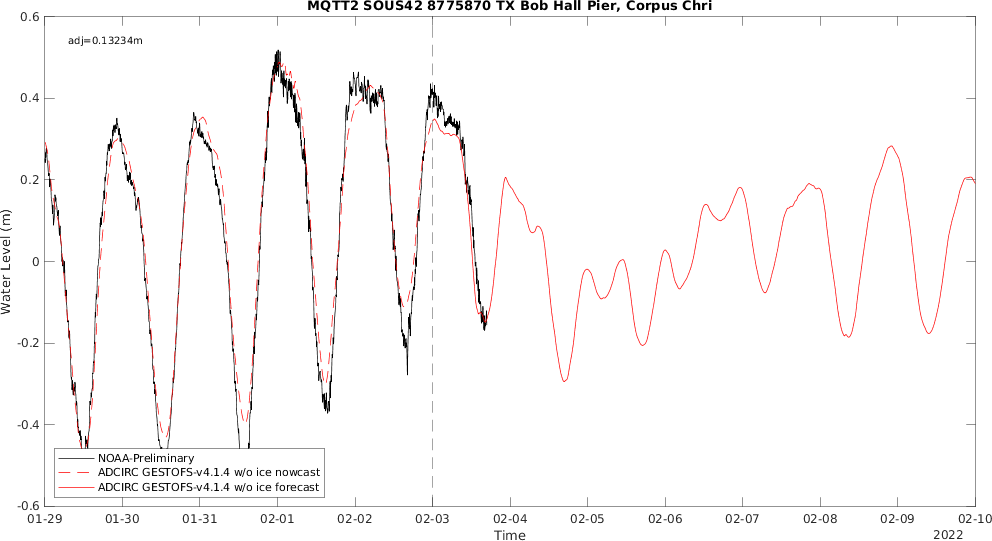 MQTT2 SOUS42 8775870 TX Bob Hall Pier, Corpus Chri
adj=0.13234m
0.6
0.4
0.2
0
-0.2
-0.4
-0.6
Water Level (m)
NOAA-Preliminary
ADCIRC GESTOFS-v4.1.4 w/o ice nowcast
ADCIRC GESTOFS-v4.1.4 w/o ice forecast
01-29 01-30 01-31 02-01 02-02 02-03 02-04 02-05 02-06 02-07 02-08 02-09 02-10
Time
2022